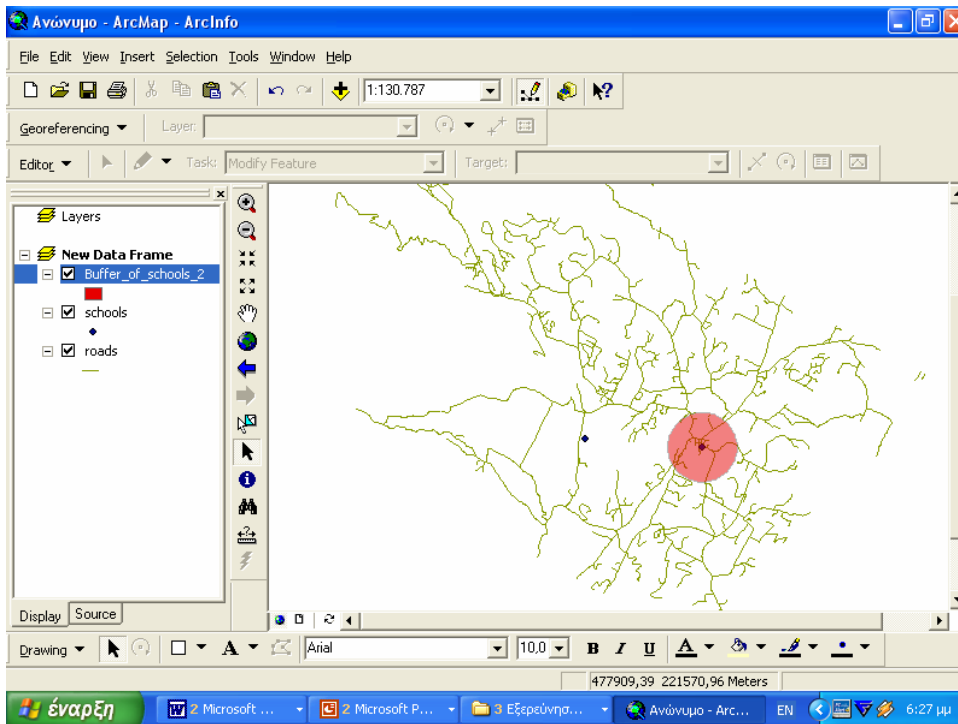 Ανώνυμο - ArcMap - ArcInfo
File Edit View Insert Selection Tools Window Help
1:130.787
Georeferencing Layer:
Editor Task: Modify Feature Target:
Layers
New Data Frame
Buffer_of_schools_2
schools
roads
Display Source
Drawing A Arial 10,0 B I U A
477909,39 221570,96 Meters
έναρξη 2 Microsoft ... 2 Microsoft P... 3 Εξερεύνησ... Ανώνυμο - Arc... EN 6:27 μμ